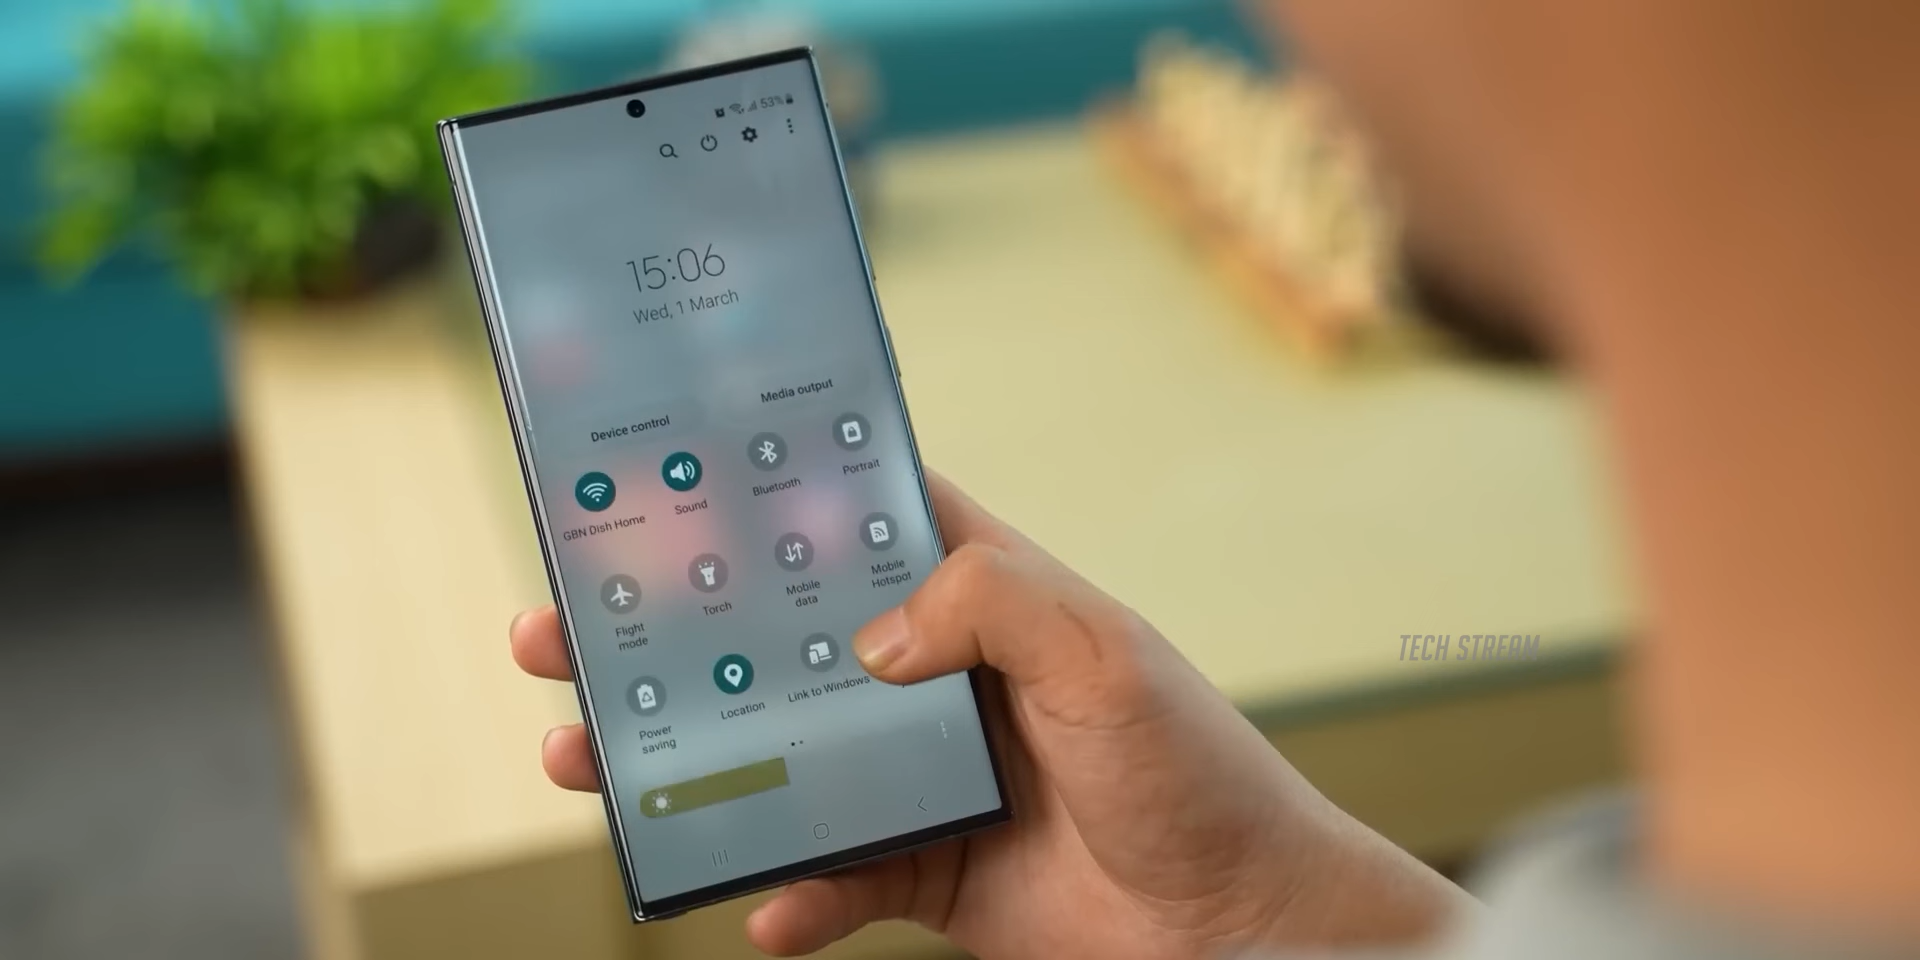 53%
15:06
Wed, 1 March
Device control
Media output
GBN Dish Home
Sound
Bluetooth
Portrait
Flight
mode
Torch
Mobile
data
Mobile
Hotspot
Power
saving
Location
Link to Windows
TECH STREAM